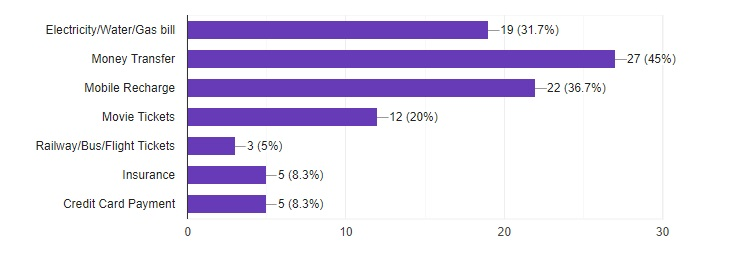 Electricity/Water/Gas bill 19 (31.7%)
Money Transfer 27 (45%)
Mobile Recharge 22 (36.7%)
Movie Tickets 12 (20%)
Railway/Bus/Flight Tickets 3 (5%)
Insurance 5 (8.3%)
Credit Card Payment 5 (8.3%)
0 10 20 30